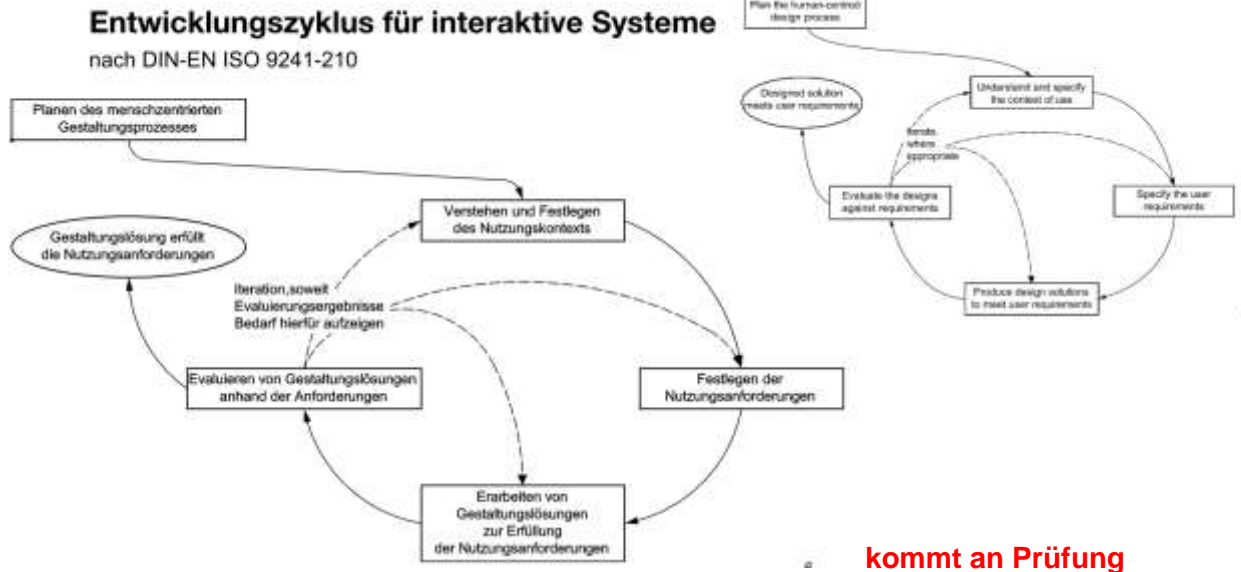 Entwicklungszyklus für interaktive Systeme
nach DIN-EN ISO 9241-210
Planen des menschzentrierten
Gestaltungsprozesses
Verstehen und Festlegen
des Nutzungskontexts
Gestaltungslösung erfüllt
die Nutzungsanforderungen
Iteration,soweit
Evaluierungsergebnisse
Bedarf hierfür aufzeigen
Evaluieren von Gestaltungslösungen
anhand der Anforderungen
Festlegen der
Nutzungsanforderungen
Erarbeiten von
Gestaltungslösungen
zur Erfüllung
der Nutzungsanforderungen
Plan the human-centred
design process
Understand and specify
the context of use
Designed solution
meets user requirements
Iterate,
where
appropriate
Evaluate the designs
against requirements
Specify the user
requirements
Produce design solutions
to meet user requirements
kommt an Prüfung